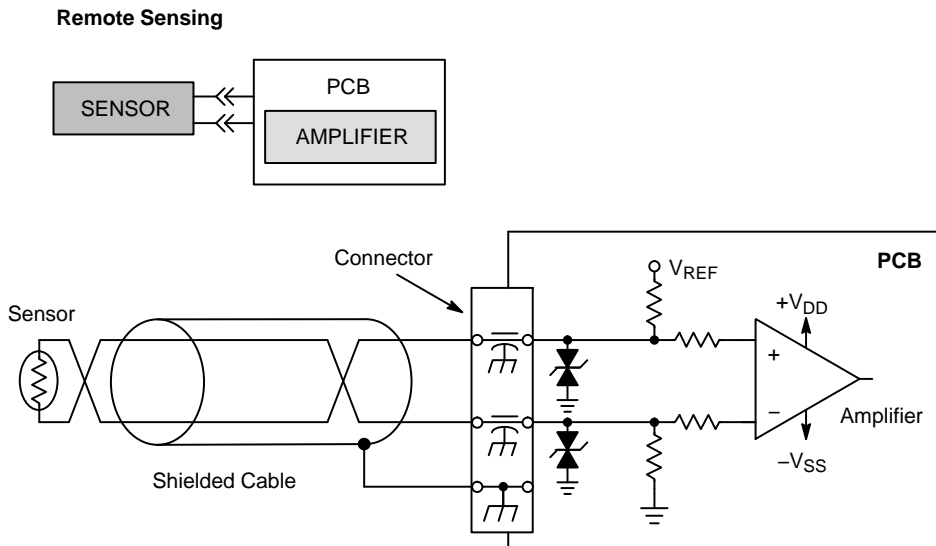 Remote Sensing
SENSOR
PCB
AMPLIFIER
Connector
PCB
VREF
+VDD
Sensor
+
−
Amplifier
−VSS
Shielded Cable